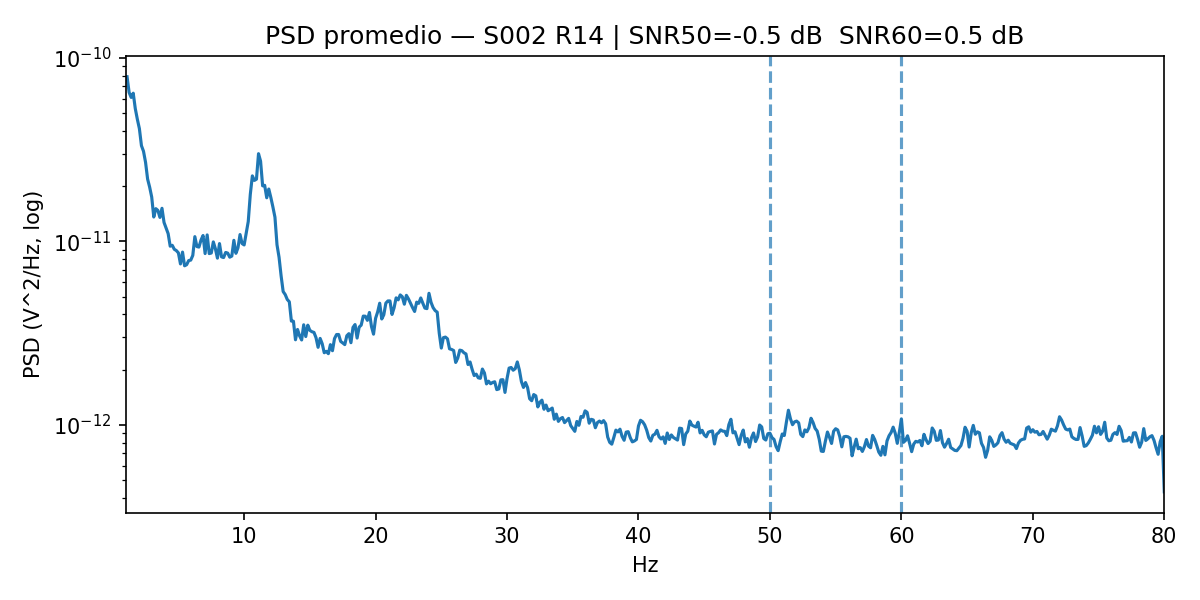 PSD promedio — S002 R14 | SNR50=-0.5 dB  SNR60=0.5 dB
PSD (V^2/Hz, log)
10^-10
10^-11
10^-12
10 20 30 40 50 60 70 80
Hz